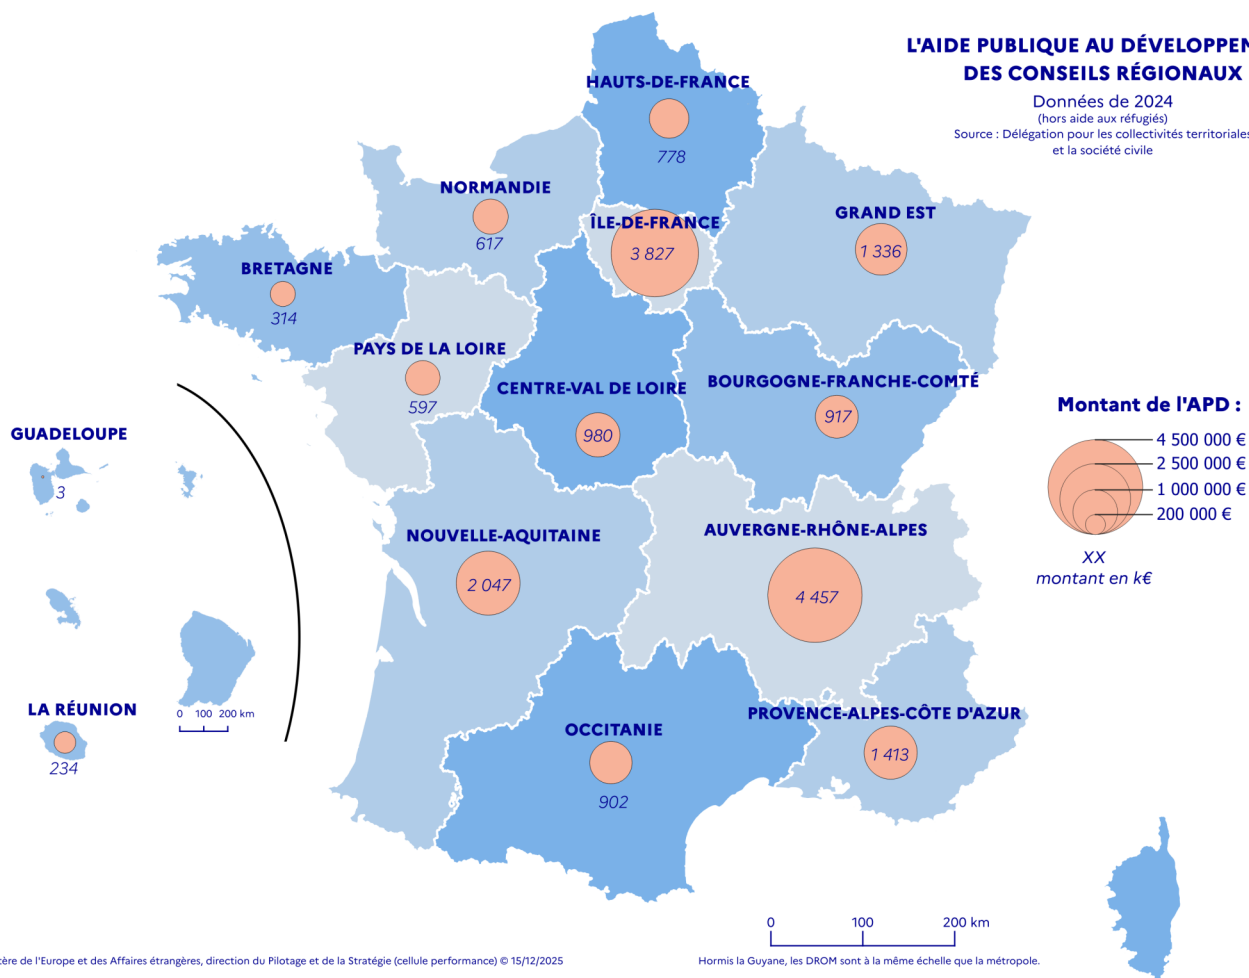 L'AIDE PUBLIQUE AU
DES CONSEILS RÉGIONAUX
Données de 2024
(hors aide aux réfugiés)
Source : Délégation pour les collectivités territoriales
et la société civile
HAUTS-DE-FRANCE
778
NORMANDIE
617
ÎLE-DE-FRANCE
3 827
GRAND EST
1 336
BRETAGNE
314
PAYS DE LA LOIRE
597
CENTRE-VAL DE LOIRE
980
BOURGOGNE-FRANCHE-COMTÉ
917
Montant de l'APD :
4 500 000 €
2 500 000 €
1 000 000 €
200 000 €
XX
montant en k€
GUADELOUPE
3
NOUVELLE-AQUITAINE
2 047
AUVERGNE-RHÔNE-ALPES
4 457
LA RÉUNION
234
0 100 200 km
OCCITANIE
902
PROVENCE-ALPES-CÔTE D'AZUR
1 413
0 100 200 km
de l'Europe et des Affaires étrangères, direction du Pilotage et de la Stratégie (cellule performance) © 15/12/2025
Hormis la Guyane, les DROM sont à la même échelle que la métropole.